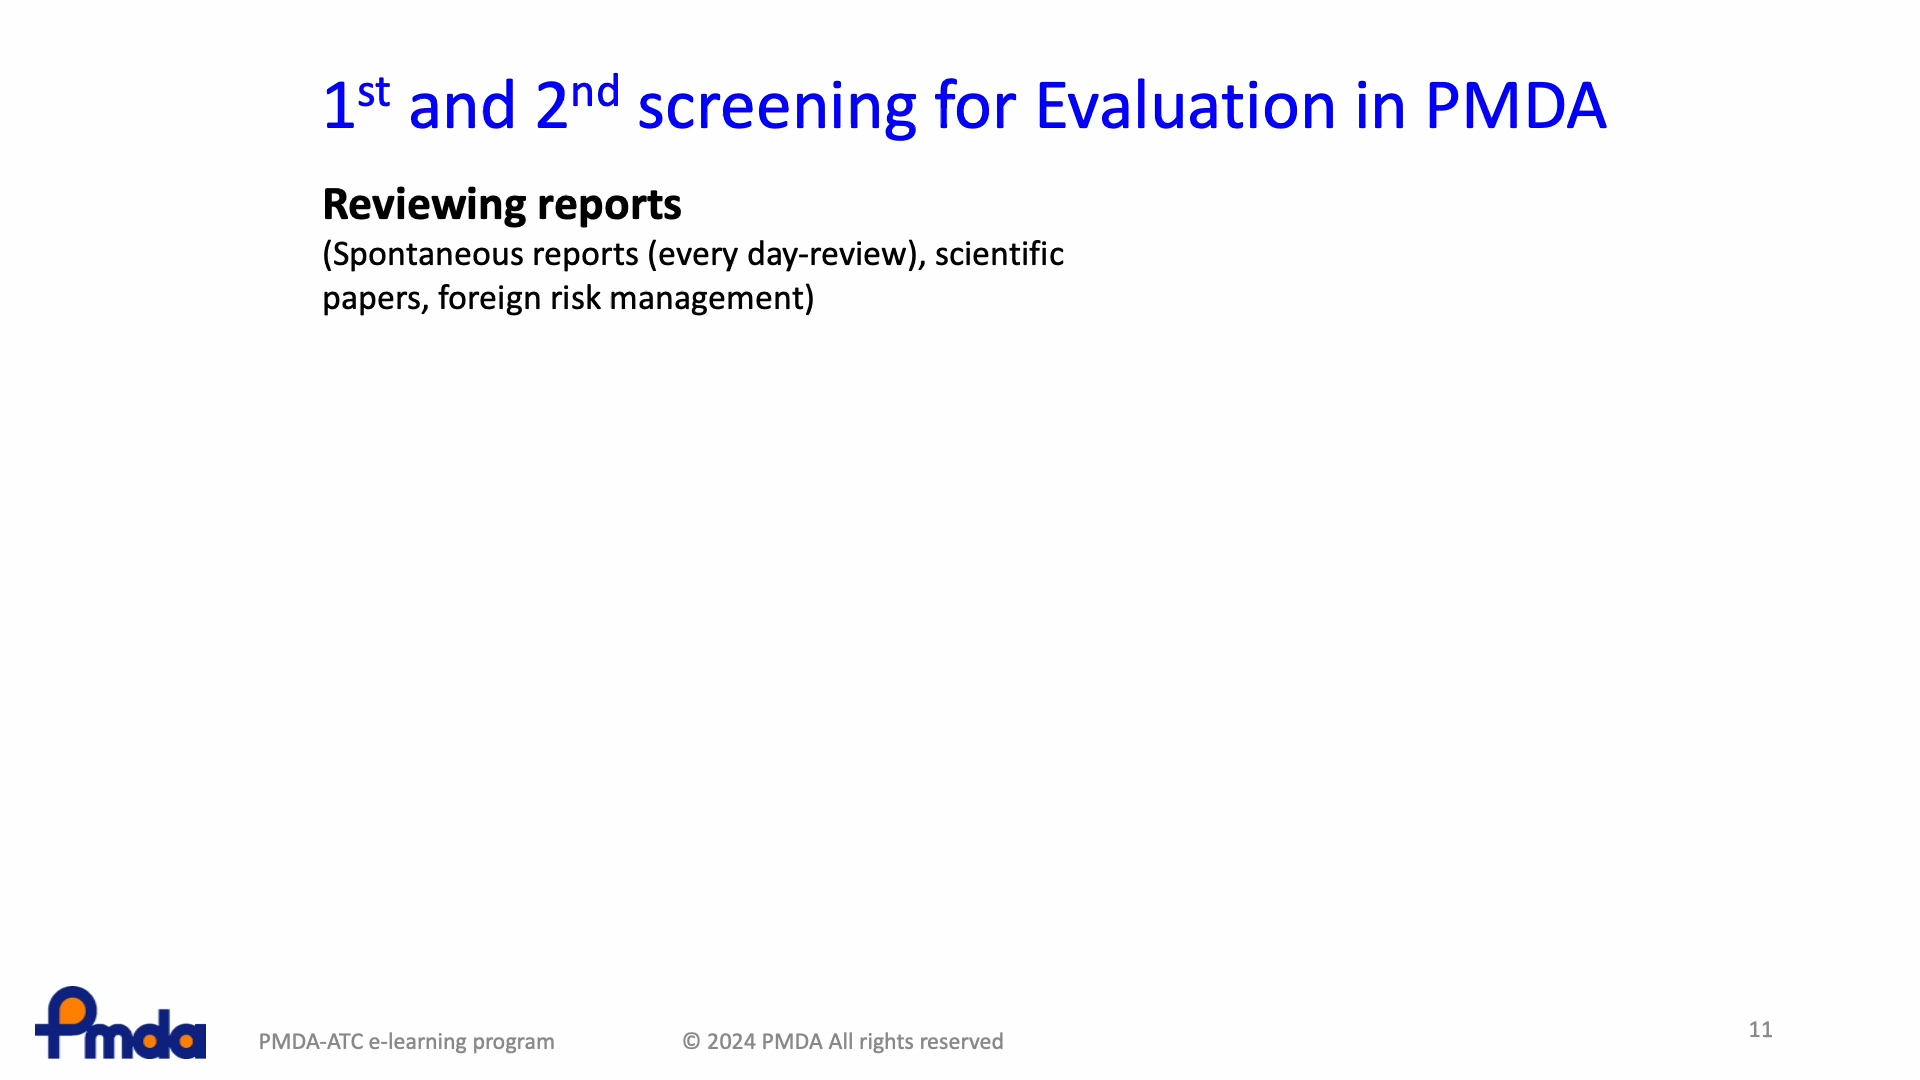 1st and 2nd screening for Evaluation in PMDA
Reviewing reports
(Spontaneous reports (every day-review), scientific
papers, foreign risk management)
Pmda
PMDA-ATC e-learning program
© 2024 PMDA All rights reserved
11